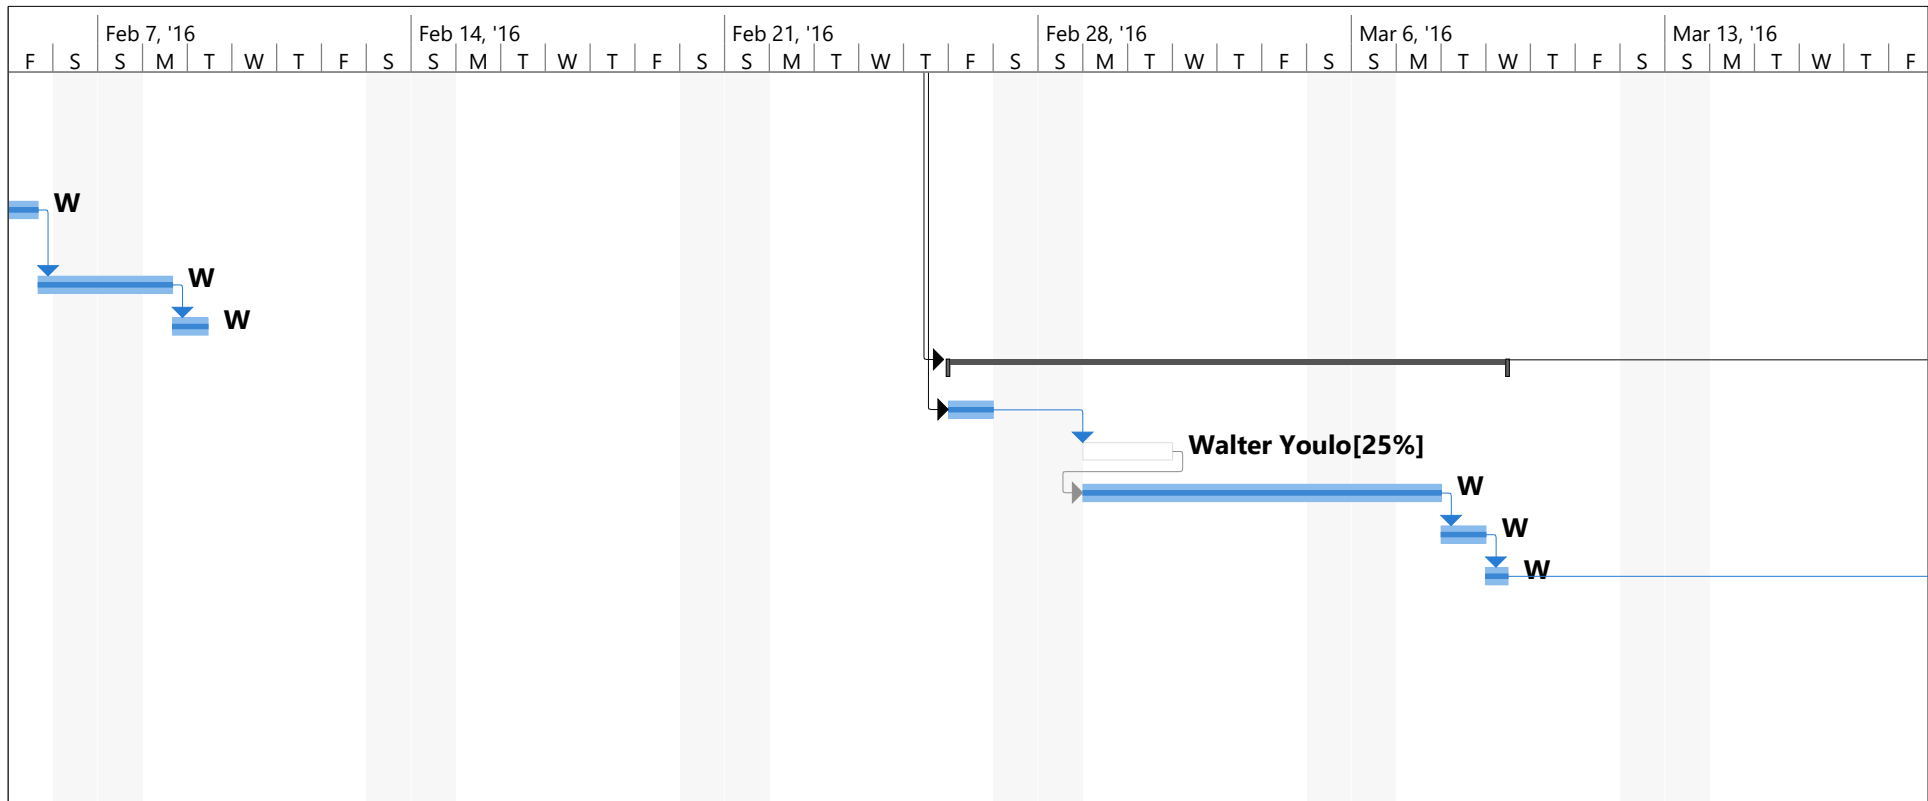 Feb 7, '16 Feb 14, '16 Feb 21, '16 Feb 28, '16 Mar 6, '16 Mar 13, '16
F S S M T W T F S S M T W T F S S M T W T F S S M T W T F S S M T W T F S S M T W T F
W
W
W
Walter Youlo[25%]
W
W
W